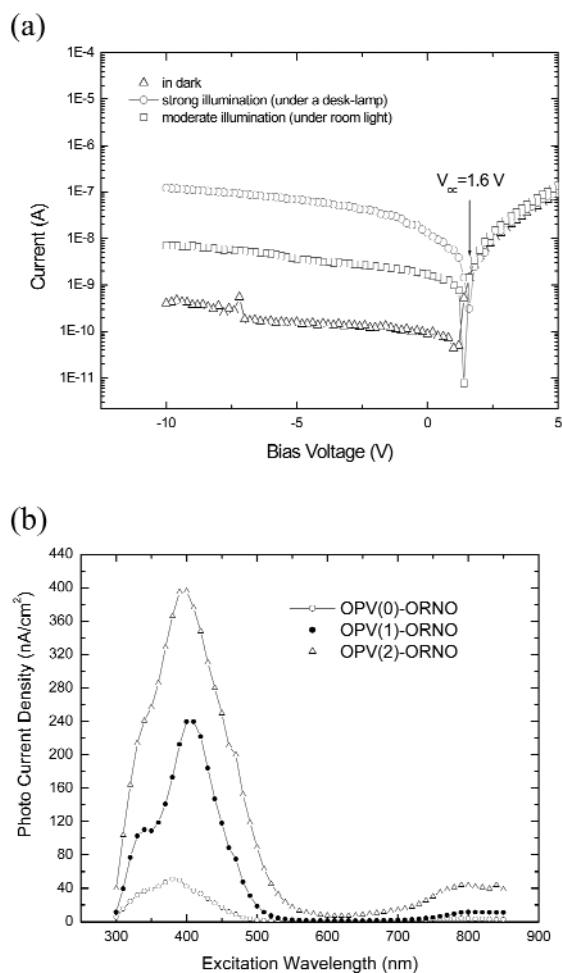 (a)
1E-4
1E-5
1E-6
1E-7
1E-8
1E-9
1E-10
1E-11
Current (A)
in dark
strong illumination (under a desk-lamp)
moderate illumination (under room light)
V_oc=1.6 V
-10
-5
0
5
Bias Voltage (V)
(b)
440
400
360
320
280
240
200
160
120
80
40
0
Photo Current Density (nA/cm²)
OPV(0)-ORNO
OPV(1)-ORNO
OPV(2)-ORNO
300
400
500
600
700
800
900
Excitation Wavelength (nm)